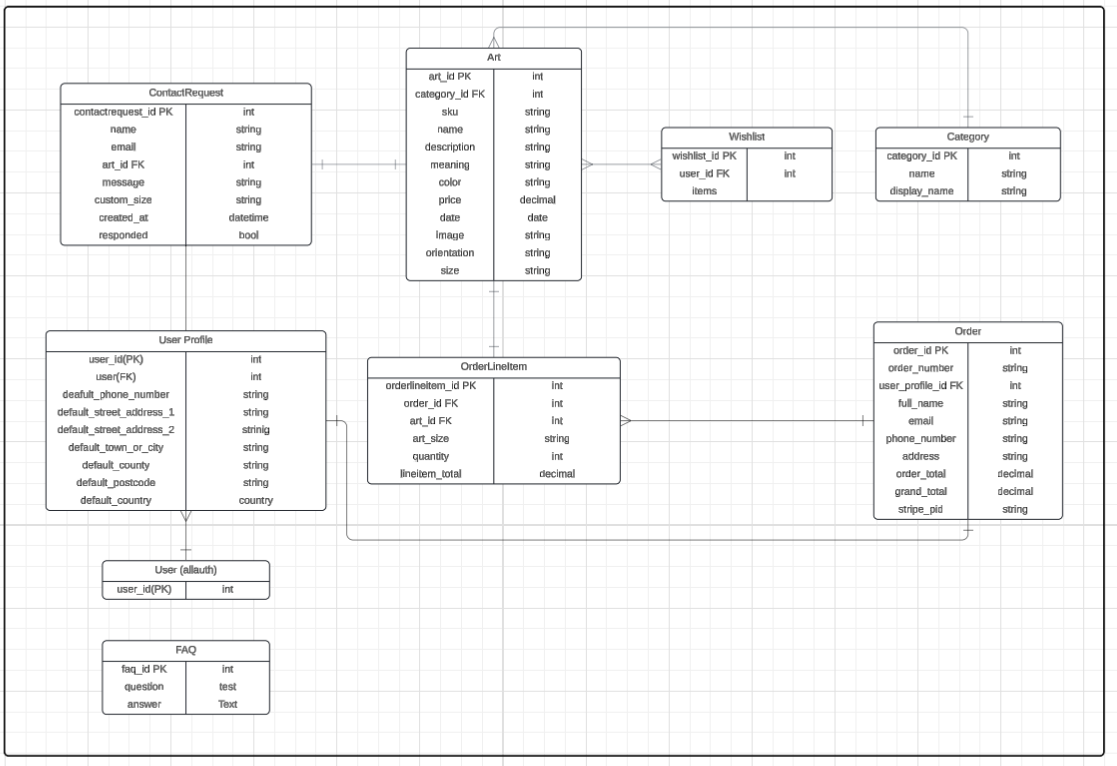 Art
art_id PK int
category_id FK int
sku string
name string
description string
meaning string
color string
price decimal
date date
image string
orientation string
size string
ContactRequest
contactrequest_id PK int
name string
email string
art_id FK int
message string
custom_size string
created_at datetime
responded bool
Wishlist
wishlist_id PK int
user_id FK int
items
Category
category_id PK int
name string
display_name string
User Profile
user_id(PK) int
user(FK) int
deafult_phone_number string
default_street_address_1 string
default_street_address_2 strinig
default_town_or_city string
default_county string
default_postcode string
default_country country
OrderLineItem
orderlineitem_id PK int
order_id FK int
art_id FK int
art_size string
quantity int
lineitem_total decimal
Order
order_id PK int
order_number string
user_profile_id FK int
full_name string
email string
phone_number string
address string
order_total decimal
grand_total decimal
stripe_pid string
User (allauth)
user_id(PK) int
FAQ
faq_id PK int
question test
answer Text